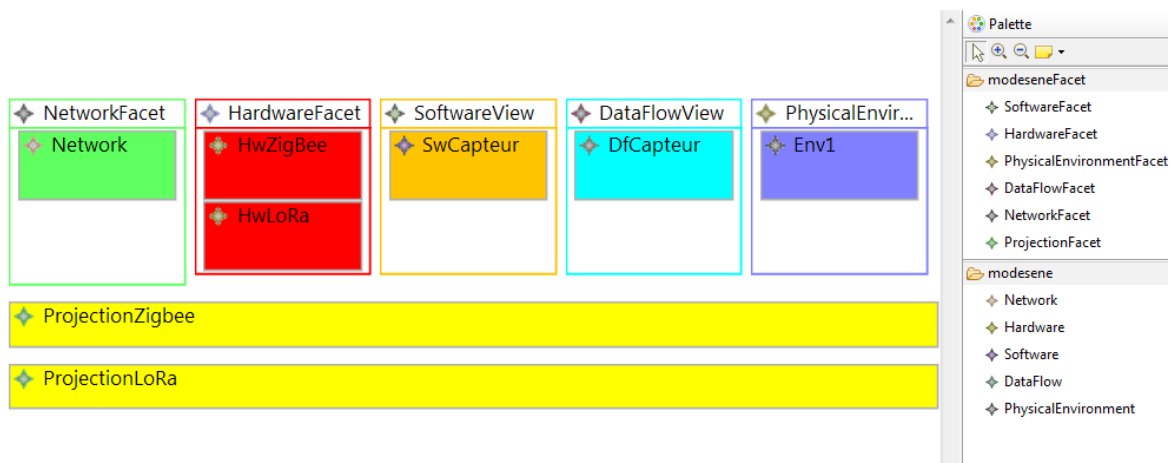 NetworkFacet
Network
HardwareFacet
HwZigBee
HwLoRa
SoftwareView
SwCapteur
DataFlowView
DfCapteur
PhysicalEnvir...
Env1
ProjectionZigbee
ProjectionLoRa
Palette
modeseneFacet
SoftwareFacet
HardwareFacet
PhysicalEnvironmentFacet
DataFlowFacet
NetworkFacet
ProjectionFacet
modesene
Network
Hardware
Software
DataFlow
PhysicalEnvironment